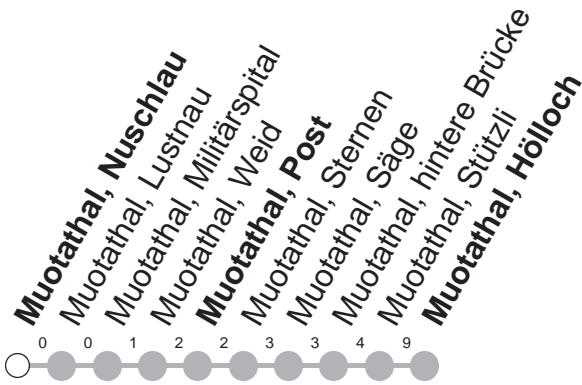 Muotathal, Nuschlau
Muotathal, Lustnau
Muotathal, Militärspital
Muotathal, Weid
Muotathal, Post
Muotathal, Sternen
Muotathal, Säge
Muotathal, hintere Brücke
Muotathal, Stützli
Muotathal, Hölloch
0 0 1 2 2 3 3 4 9